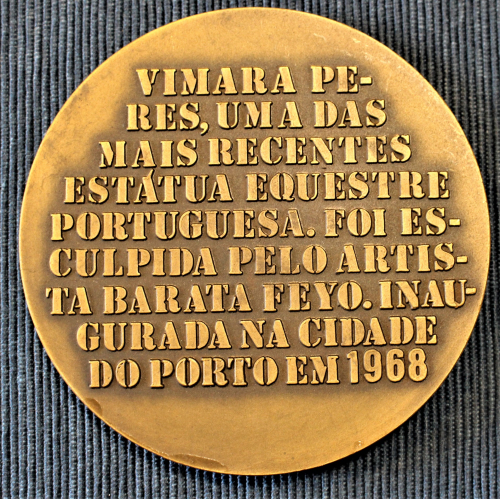 VIMARA PE-
RES, UMA DAS
MAIS RECENTES
ESTÁTUA EQUESTRE
PORTUGUESA. FOI ES-
CULPIDA PELO ARTIS-
TA BARATA FEYO. INAU-
GURADA NA CIDADE
DO PORTO EM 1968